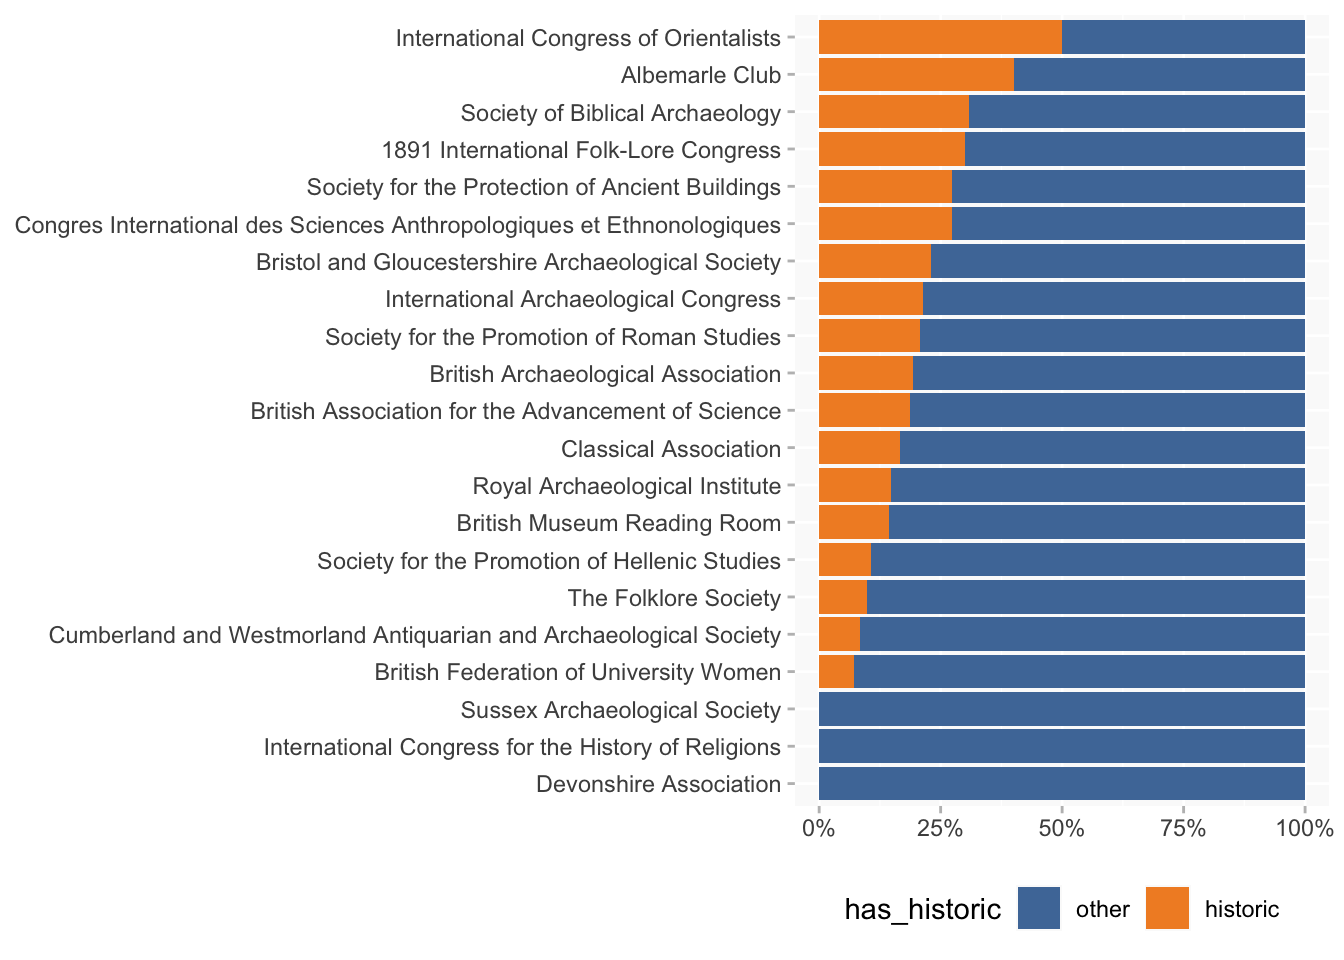 International Congress of Orientalists
Albemarle Club
Society of Biblical Archaeology
1891 International Folk-Lore Congress
Society for the Protection of Ancient Buildings
Congres International des Sciences Anthropologiques et Ethnonologiques
Bristol and Gloucestershire Archaeological Society
International Archaeological Congress
Society for the Promotion of Roman Studies
British Archaeological Association
British Association for the Advancement of Science
Classical Association
Royal Archaeological Institute
British Museum Reading Room
Society for the Promotion of Hellenic Studies
The Folklore Society
Cumberland and Westmorland Antiquarian and Archaeological Society
British Federation of University Women
Sussex Archaeological Society
International Congress for the History of Religions
Devonshire Association
0% 25% 50% 75% 100%
has_historic other historic